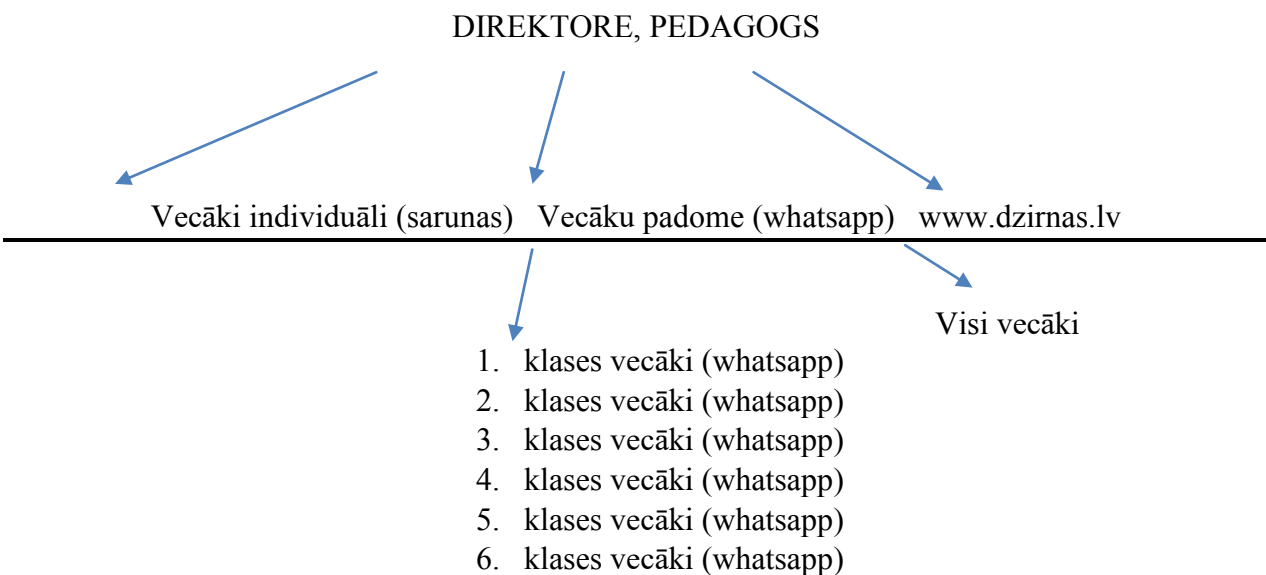 DIREKTORE, PEDAGOGS
Vecāki individuāli (sarunas) Vecāku padome (whatsapp) www.dzirnas.lv
Visi vecāki
1. klases vecāki (whatsapp)
2. klases vecāki (whatsapp)
3. klases vecāki (whatsapp)
4. klases vecāki (whatsapp)
5. klases vecāki (whatsapp)
6. klases vecāki (whatsapp)